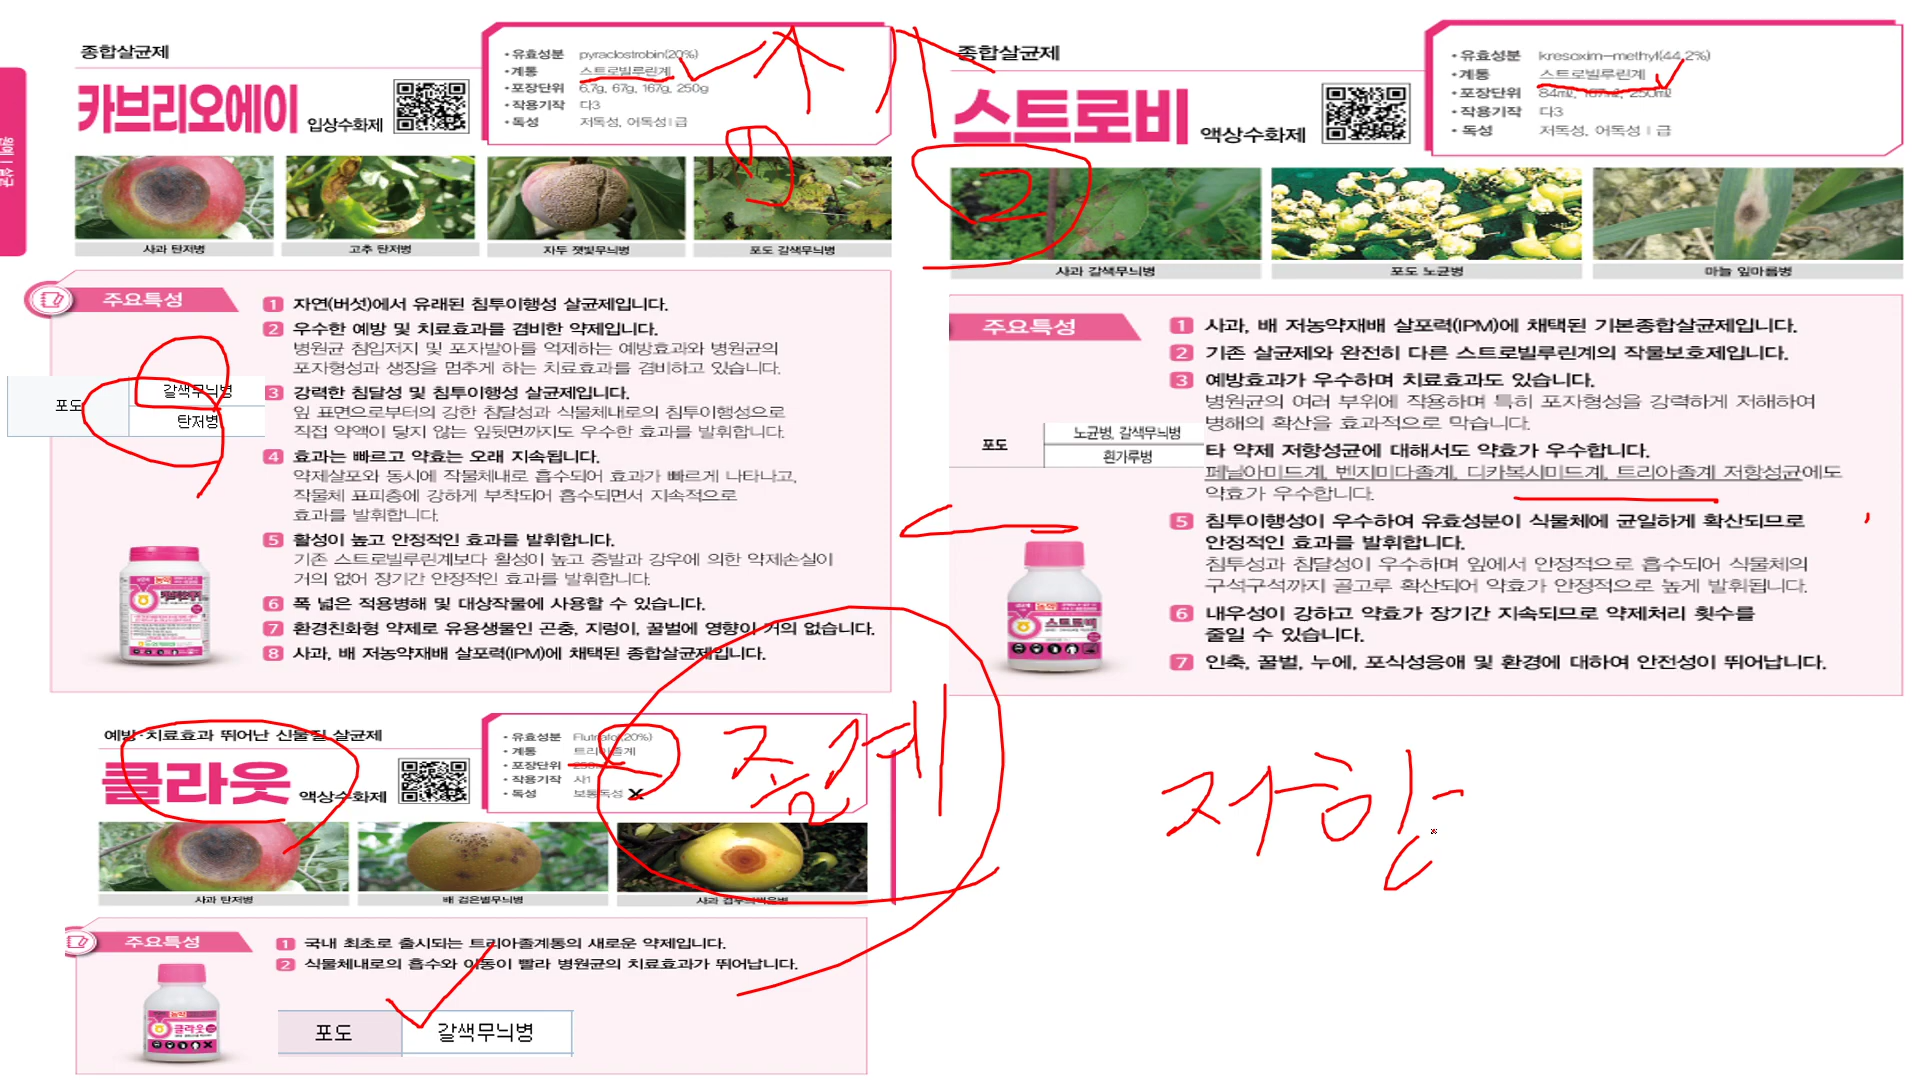 종합살균제
카브리오에이 입상수화제
• 유효성분 pyraclostrobin(20%)
• 계통 스트로빌루린계
• 포장단위 6.7g, 67g, 167g, 250g
• 작용기작 다3
• 독성 저독성, 어독성Ⅰ급
사과 탄저병
고추 탄저병
자두 잿빛무늬병
포도 갈색무늬병
주요특성
1 자연(버섯)에서 유래된 침투이행성 살균제입니다.
2 우수한 예방 및 치료효과를 겸비한 약제입니다.
병원균 침입저지 및 포자발아를 억제하는 예방효과와 병원균의
포자형성과 생장을 멈추게 하는 치료효과를 겸비하고 있습니다.
3 강력한 침달성 및 침투이행성 살균제입니다.
잎 표면으로부터의 강한 침달성과 식물체내로의 침투이행성으로
직접 약액이 닿지 않는 잎뒷면까지도 우수한 효과를 발휘합니다.
4 효과는 빠르고 약효는 오래 지속됩니다.
약제살포와 동시에 작물체내로 흡수되어 효과가 빠르게 나타나고,
작물체 표피층에 강하게 부착되어 흡수되면서 지속적으로
효과를 발휘합니다.
5 활성이 높고 안정적인 효과를 발휘합니다.
기존 스트로빌루린계보다 활성이 높고 증발과 강우에 의한 약제손실이
거의 없어 장기간 안정적인 효과를 발휘합니다.
6 폭 넓은 적용병해 및 대상작물에 사용할 수 있습니다.
7 환경친화형 약제로 유용생물인 곤충, 지렁이, 꿀벌에 영향이 거의 없습니다.
8 사과, 배 저농약재배 살포력(IPM)에 채택된 종합살균제입니다.
포도
갈색무늬병
탄저병
종합살균제
스트로비 액상수화제
• 유효성분 kresoxim-methyl(44.2%)
• 계통 스트로빌루린계
• 포장단위 84㎖, 167㎖, 250㎖
• 작용기작 다3
• 독성 저독성, 어독성Ⅰ급
2
사과 갈색무늬병
포도 노균병
마늘 잎마름병
주요특성
1 사과, 배 저농약재배 살포력(IPM)에 채택된 기본종합살균제입니다.
2 기존 살균제와 완전히 다른 스트로빌루린계의 작물보호제입니다.
3 예방효과가 우수하며 치료효과도 있습니다.
병원균의 여러 부위에 작용하며 특히 포자형성을 강력하게 저해하여
병해의 확산을 효과적으로 막습니다.
타 약제 저항성균에 대해서도 약효가 우수합니다.
페닐아미드계, 벤지미다졸계, 디카복시미드계, 트리아졸계 저항성균에도
약효가 우수합니다.
5 침투이행성이 우수하여 유효성분이 식물체에 균일하게 확산되므로
안정적인 효과를 발휘합니다.
침투성과 침달성이 우수하며 잎에서 안정적으로 흡수되어 식물체의
구석구석까지 골고루 확산되어 약효가 안정적으로 높게 발휘됩니다.
6 내우성이 강하고 약효가 장기간 지속되므로 약제처리 횟수를
줄일 수 있습니다.
7 인축, 꿀벌, 누에, 포식성응애 및 환경에 대하여 안전성이 뛰어납니다.
포도
노균병, 갈색무늬병
흰가루병
스트로비
예방·치료효과 뛰어난 신물질 살균제
클라웃 액상수화제
• 유효성분 Flutriafol(20%)
• 계통 트리아졸계
• 포장단위
• 작용기작 사1
• 독성 보통독성
졸계
저항
사과 탄저병
배 검은별무늬병
사과 겹무늬썩음병
주요특성
1 국내 최초로 출시되는 트리아졸계통의 새로운 약제입니다.
2 식물체내로의 흡수와 이동이 빨라 병원균의 치료효과가 뛰어납니다.
클라웃
포도
갈색무늬병